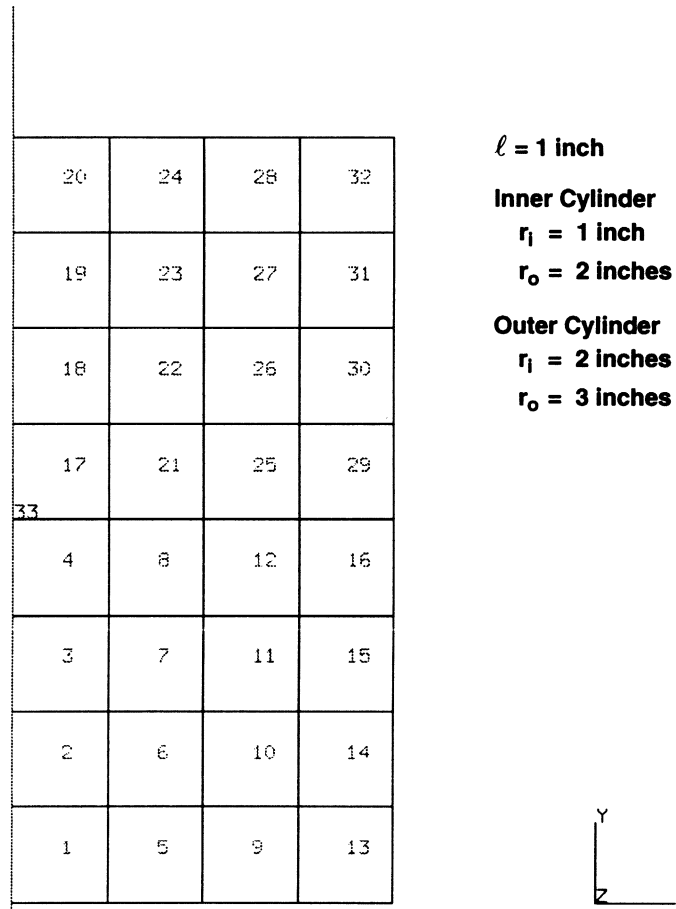 ℓ = 1 inch
Inner Cylinder
rᵢ = 1 inch
rₒ = 2 inches
Outer Cylinder
rᵢ = 2 inches
rₒ = 3 inches
20 24 28 32
19 23 27 31
18 22 26 30
17 21 25 29
33
4 8 12 16
3 7 11 15
2 6 10 14
1 5 9 13
Y
Z